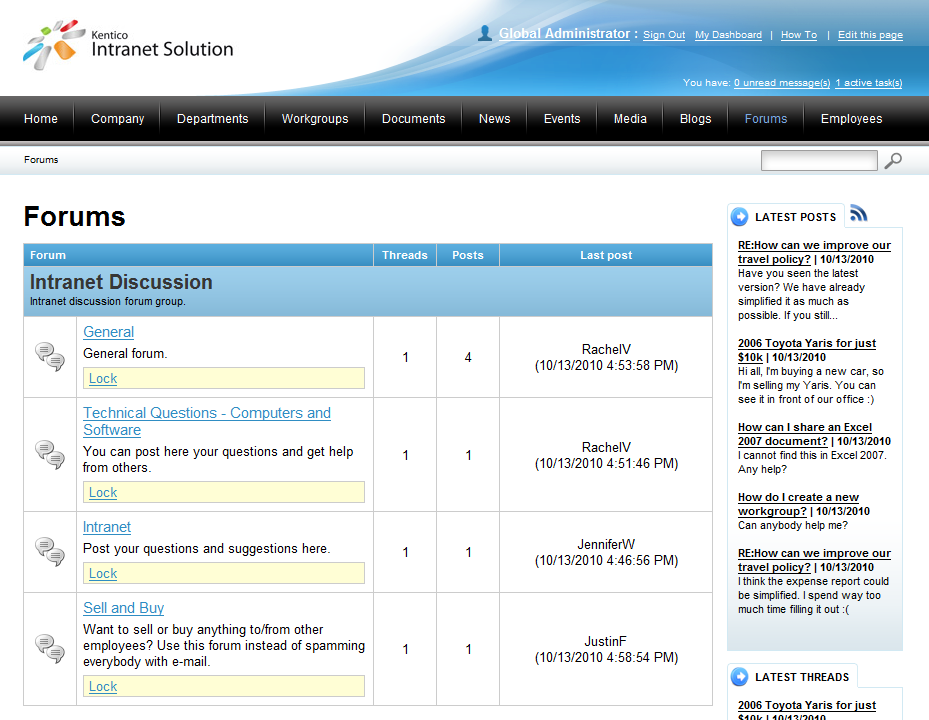 Kentico
Intranet Solution
Global Administrator : Sign Out My Dashboard | How To | Edit this page
You have: 0 unread message(s) 1 active task(s)
Home Company Departments Workgroups Documents News Events Media Blogs Forums Employees
Forums
Forums
Forum Threads Posts Last post
Intranet Discussion
Intranet discussion forum group.
General
General forum.
Lock
1 4 RachelV
(10/13/2010 4:53:58 PM)
Technical Questions - Computers and
Software
You can post here your questions and get help
from others.
Lock
1 1 RachelV
(10/13/2010 4:51:46 PM)
Intranet
Post your questions and suggestions here.
Lock
1 1 JenniferW
(10/13/2010 4:46:56 PM)
Sell and Buy
Want to sell or buy anything to/from other
employees? Use this forum instead of spamming
everybody with e-mail.
Lock
1 1 JustinF
(10/13/2010 4:58:54 PM)
LATEST POSTS
RE:How can we improve our
travel policy? | 10/13/2010
Have you seen the latest
version? We have already
simplified it as much as
possible. If you still...
2006 Toyota Yaris for just
$10k | 10/13/2010
Hi all, I'm buying a new car, so
I'm selling my Yaris. You can
see it in front of our office :)
How can I share an Excel
2007 document? | 10/13/2010
I cannot find this in Excel 2007.
Any help?
How do I create a new
workgroup? | 10/13/2010
Can anybody help me?
RE:How can we improve our
travel policy? | 10/13/2010
I think the expense report could
be simplified. I spend way too
much time filling it out :(
LATEST THREADS
2006 Toyota Yaris for just
$10k | 10/13/2010